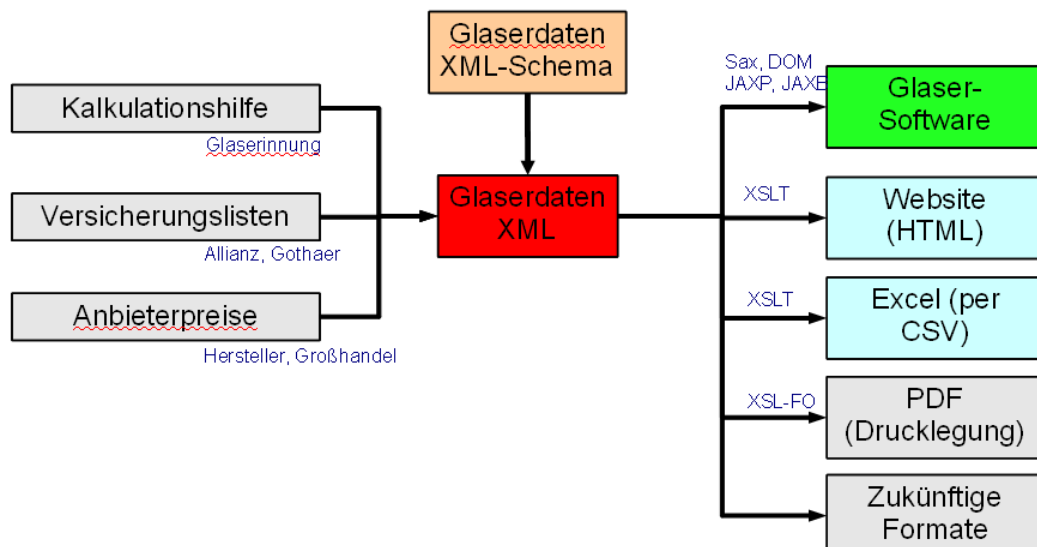 Glaserdaten
XML-Schema
Kalkulationshilfe
Glaserinnung
Versicherungslisten
Allianz, Gothaer
Anbieterpreise
Hersteller, Großhandel
Glaserdaten
XML
Sax, DOM
JAXP, JAXB
Glaser-
Software
XSLT
Website
(HTML)
XSLT
Excel (per
CSV)
XSL-FO
PDF
(Drucklegung)
Zukünftige
Formate